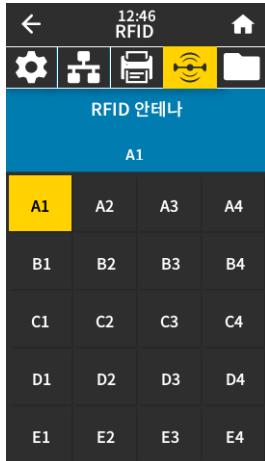 12:46
RFID
RFID 안테나
A1
A1 A2 A3 A4
B1 B2 B3 B4
C1 C2 C3 C4
D1 D2 D3 D4
E1 E2 E3 E4